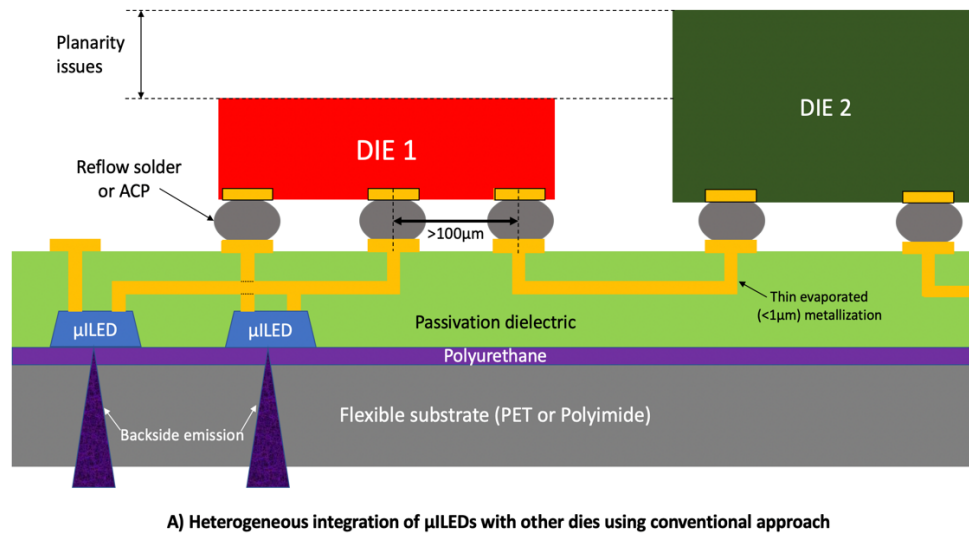 Planarity
issues
DIE 2
DIE 1
Reflow solder
or ACP
>100µm
Thin evaporated
(<1µm) metallization
µILED
µILED
Passivation dielectric
Polyurethane
Flexible substrate (PET or Polyimide)
Backside emission
A) Heterogeneous integration of µILEDs with other dies using conventional approach